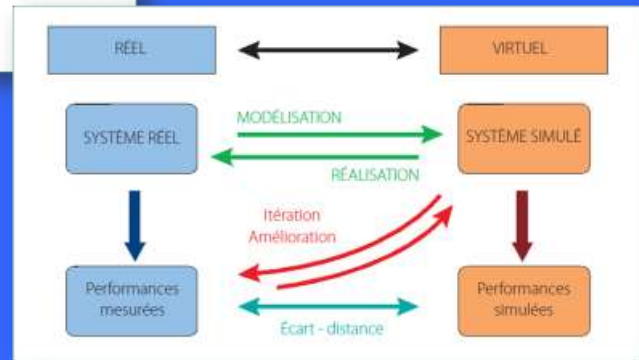 RÉEL
VIRTUEL
SYSTÈME RÉEL
MODÉLISATION
SYSTÈME SIMULÉ
RÉALISATION
Itération
Amélioration
Performances
mesurées
Performances
simulées
Écart - distance